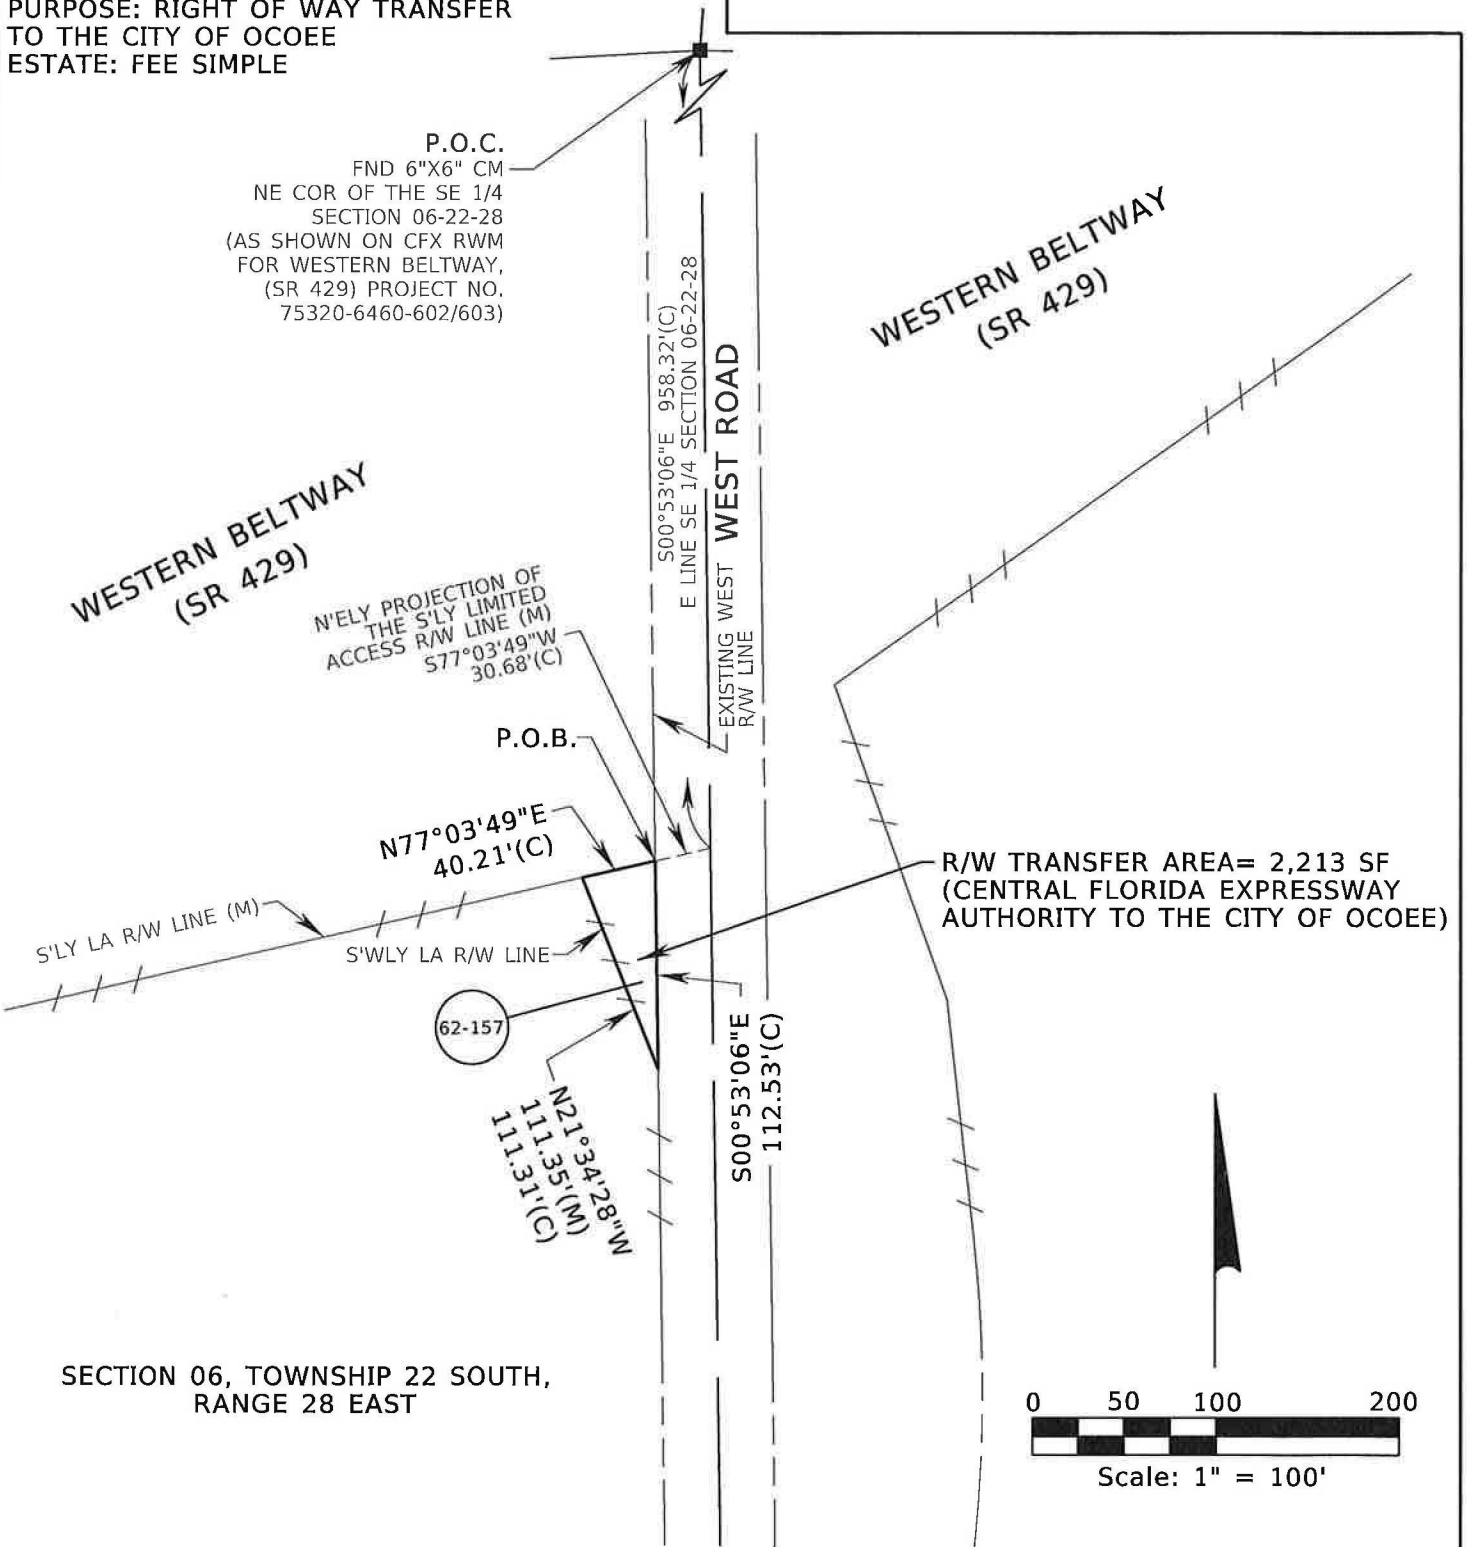 PURPOSE: RIGHT OF WAY TRANSFER
TO THE CITY OF OCOEE
ESTATE: FEE SIMPLE
P.O.C.
FND 6"X6" CM
NE COR OF THE SE 1/4
SECTION 06-22-28
(AS SHOWN ON CFX RWM
FOR WESTERN BELTWAY,
(SR 429) PROJECT NO.
75320-6460-602/603)
WESTERN BELTWAY
(SR 429)
S00°53'06"E 958.32'(C)
E LINE SE 1/4 SECTION 06-22-28
WEST ROAD
WESTERN BELTWAY
(SR 429)
N'ELY PROJECTION OF
THE S'LY LIMITED
ACCESS R/W LINE (M)
S77°03'49"W
30.68'(C)
EXISTING WEST
R/W LINE
P.O.B.
N77°03'49"E
40.21'(C)
R/W TRANSFER AREA= 2,213 SF
(CENTRAL FLORIDA EXPRESSWAY
AUTHORITY TO THE CITY OF OCOEE)
S'LY LA R/W LINE (M)
S'WLY LA R/W LINE
62-157
S00°53'06"E
112.53'(C)
N21°34'28"W
111.35'(M)
111.31'(C)
SECTION 06, TOWNSHIP 22 SOUTH,
RANGE 28 EAST
0 50 100 200
Scale: 1" = 100'